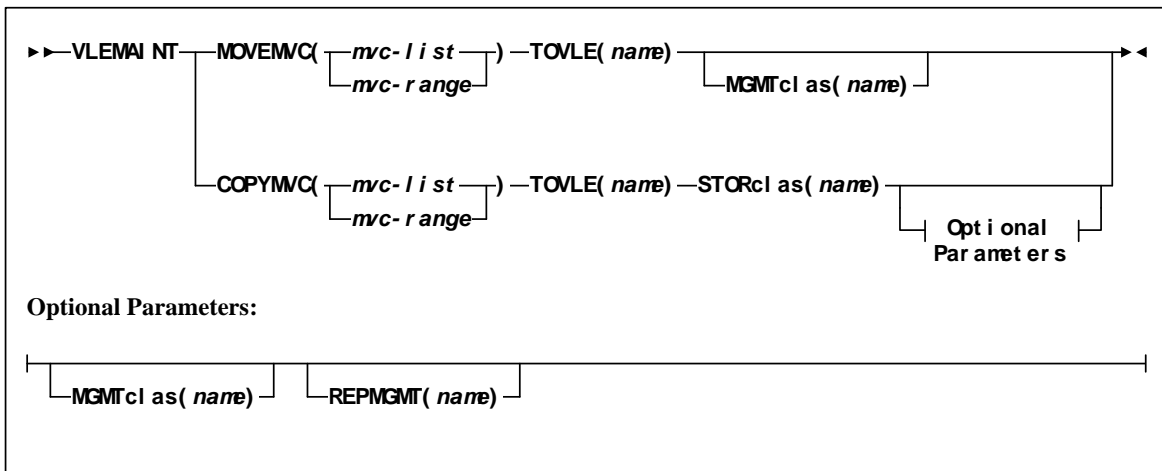 VLEMAINT MOVEMVC( mvc-list ) TOVLE( name)
mvc-range MGMTclas( name)
COPYMVC( mvc-list ) TOVLE( name) STORclas( name)
mvc-range
Optional
Parameters
Optional Parameters:
MGMTclas( name) REPMGMT( name)